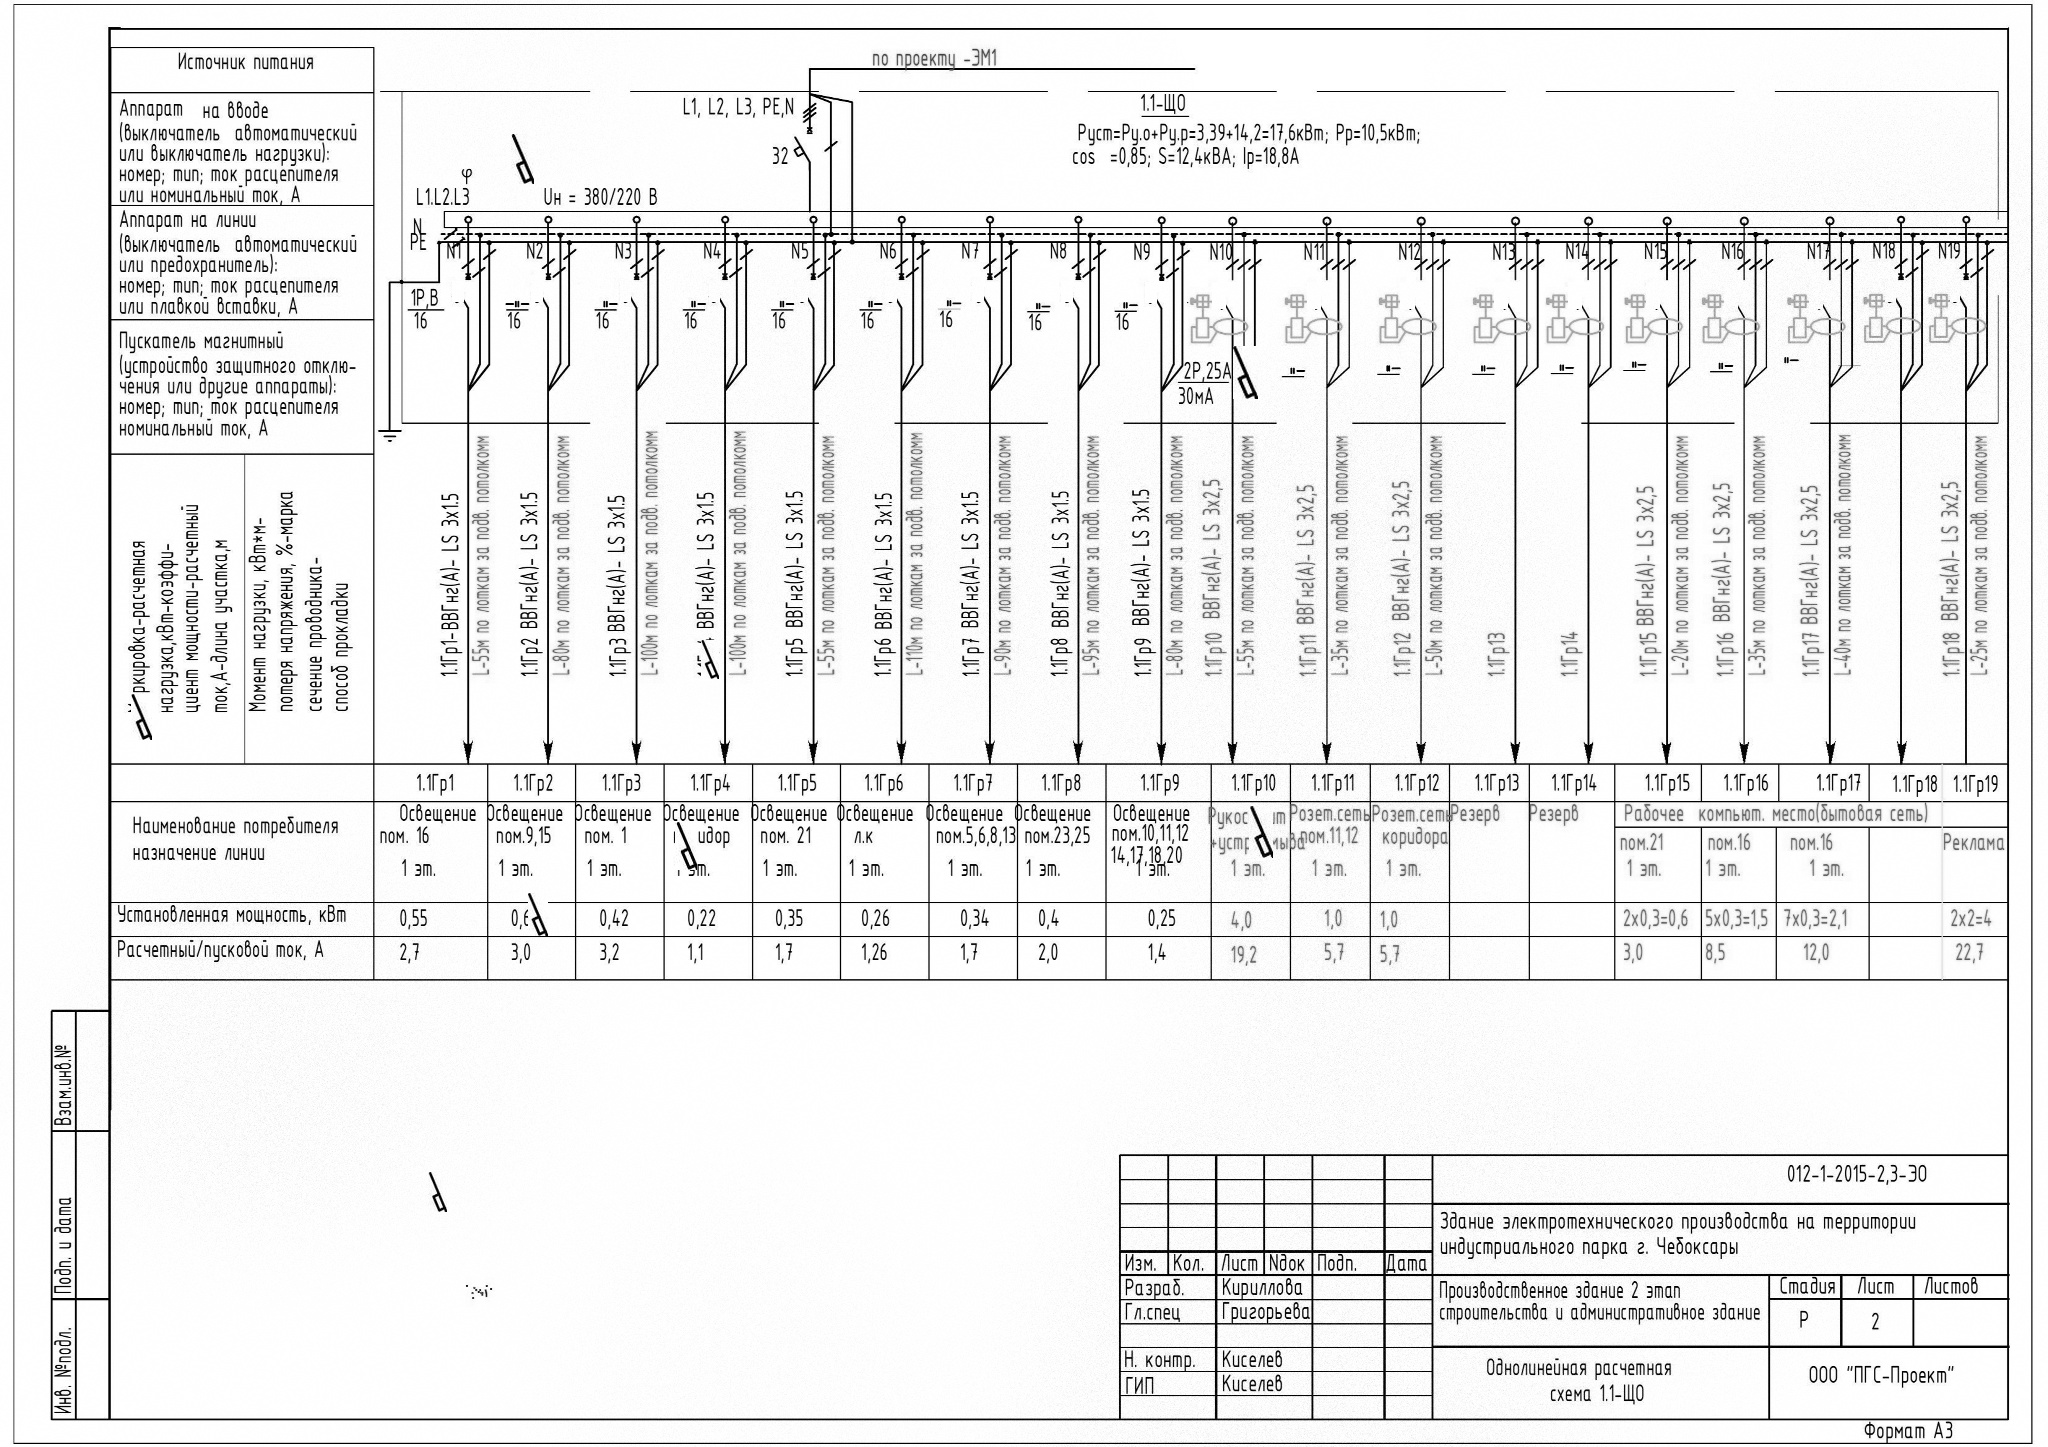 Источник питания
Аппарат на вводе
(выключатель автоматический
или выключатель нагрузки):
номер; тип; ток расцепителя
или номинальный ток, А
Аппарат на линии
(выключатель автоматический
или предохранитель):
номер; тип; ток расцепителя
или плавкой вставки, А
Пускатель магнитный
(устройство защитного отклю-
чения или другие аппараты):
номер; тип; ток расцепителя
номинальный ток, А
ркировка-расчетная
нагрузка,кВт-коэффи-
циент мощности-расчетный
ток,А-длина участка,м
Момент нагрузки, кВт*м-
потеря напряжения, %-марка
сечение проводника-
способ прокладки
по проекту -ЭМ1
L1, L2, L3, PE,N
32
1.1-ЩО
Руст=Ру.о+Ру.р=3,39+14,2=17,6кВт; Рр=10,5кВт;
cos =0,85; S=12,4кВА; Iр=18,8А
φ
L1.L2.L3
Uн = 380/220 В
N
PE
N1 N2 N3 N4 N5 N6 N7 N8 N9 N10 N11 N12 N13 N14 N15 N16 N17 N18 N19
1Р,В
16 16 16 16 16 16 16 16 16
2Р,25А
30мА
1.1Гр1-ВВГнг(А)- LS 3х1.5
L-55м по лоткам за подв. потолкомм
1.1Гр2 ВВГнг(А)- LS 3х1.5
L-80м по лоткам за подв. потолкомм
1.1Гр3 ВВГнг(А)- LS 3х1.5
L-100м по лоткам за подв. потолкомм
ВВГнг(А)- LS 3х1.5
L-100м по лоткам за подв. потолкомм
1.1Гр5 ВВГнг(А)- LS 3х1.5
L-55м по лоткам за подв. потолкомм
1.1Гр6 ВВГнг(А)- LS 3х1.5
L-110м по лоткам за подв. потолкомм
1.1Гр7 ВВГнг(А)- LS 3х1.5
L-90м по лоткам за подв. потолкомм
1.1Гр8 ВВГнг(А)- LS 3х1.5
L-95м по лоткам за подв. потолкомм
1.1Гр9 ВВГнг(А)- LS 3х1.5
L-80м по лоткам за подв. потолкомм
1.1Гр10 ВВГнг(А)- LS 3х2,5
L-55м по лоткам за подв. потолкомм
1.1Гр11 ВВГнг(А)- LS 3х2,5
L-35м по лоткам за подв. потолкомм
1.1Гр12 ВВГнг(А)- LS 3х2,5
L-50м по лоткам за подв. потолкомм
1.1Гр13
1.1Гр14
1.1Гр15 ВВГнг(А)- LS 3х2,5
L-20м по лоткам за подв. потолкомм
1.1Гр16 ВВГнг(А)- LS 3х2,5
L-35м по лоткам за подв. потолкомм
1.1Гр17 ВВГнг(А)- LS 3х2,5
L-40м по лоткам за подв. потолкомм
1.1Гр18 ВВГнг(А)- LS 3х2,5
L-25м по лоткам за подв. потолкомм
1.1Гр1 1.1Гр2 1.1Гр3 1.1Гр4 1.1Гр5 1.1Гр6 1.1Гр7 1.1Гр8 1.1Гр9 1.1Гр10 1.1Гр11 1.1Гр12 1.1Гр13 1.1Гр14 1.1Гр15 1.1Гр16 1.1Гр17 1.1Гр18 1.1Гр19
Наименование потребителя
назначение линии
Освещение
пом. 16
1 эт.
Освещение
пом.9,15
1 эт.
Освещение
пом. 1
1 эт.
Освещение
идор
эт.
Освещение
пом. 21
1 эт.
Освещение
л.к
1 эт.
Освещение
пом.5,6,8,13
1 эт.
Освещение
пом.23,25
1 эт.
Освещение
пом.10,11,12
14,17,18,20
1 эт.
1 эт.
Розет.сеть
пом.11,12
1 эт.
Розет.сеть
коридора
1 эт.
Резерв
Резерв
Рабочее компьют. место(бытовая сеть)
пом.21
1 эт.
пом.16
1 эт.
пом.16
1 эт.
Реклама
Установленная мощность, кВт
0,55 0,42 0,22 0,35 0,26 0,34 0,4 0,25 4,0 1,0 1,0 2х0,3=0,6 5х0,3=1,5 7х0,3=2,1 2х2=4
Расчетный/пусковой ток, А
2,7 3,0 3,2 1,1 1,7 1,26 1,7 2,0 1,4 19,2 5,7 5,7 3,0 8,5 12,0 22,7
Взам.инв.№
Подп. и дата
Инв. №подл.
012-1-2015-2,3-ЭО
Здание электротехнического производства на территории
индустриального парка г. Чебоксары
Изм. Кол. Лист Nдок Подп. Дата
Разраб. Кириллова
Гл.спец Григорьева
Н. контр. Киселев
ГИП Киселев
Производственное здание 2 этап
строительства и административное здание
Стадия Лист Листов
Р 2
Однолинейная расчетная
схема 1.1-ЩО
ООО "ПГС-Проект"
Формат А3